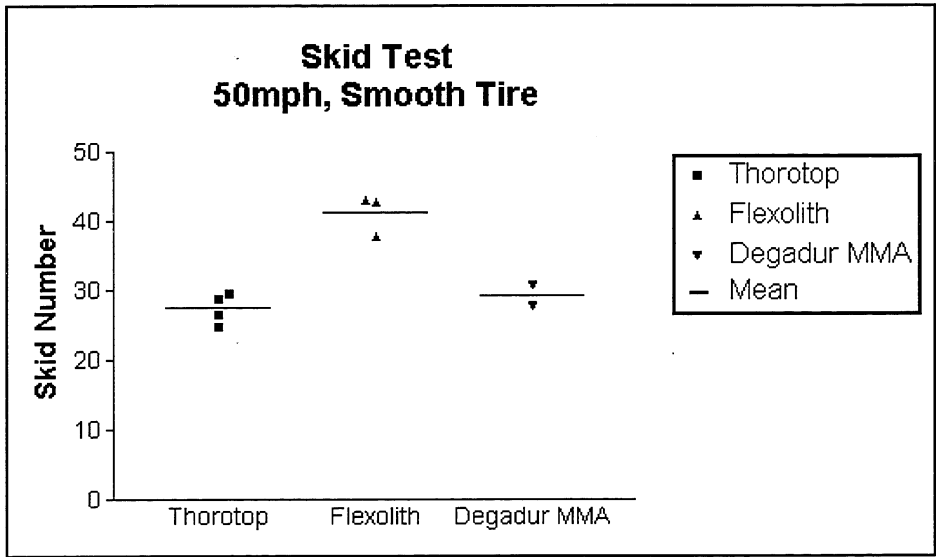 Skid Test
50mph, Smooth Tire
Skid Number
50
40
30
20
10
0
Thorotop
Flexolith
Degadur MMA
Thorotop
Flexolith
Degadur MMA
Mean